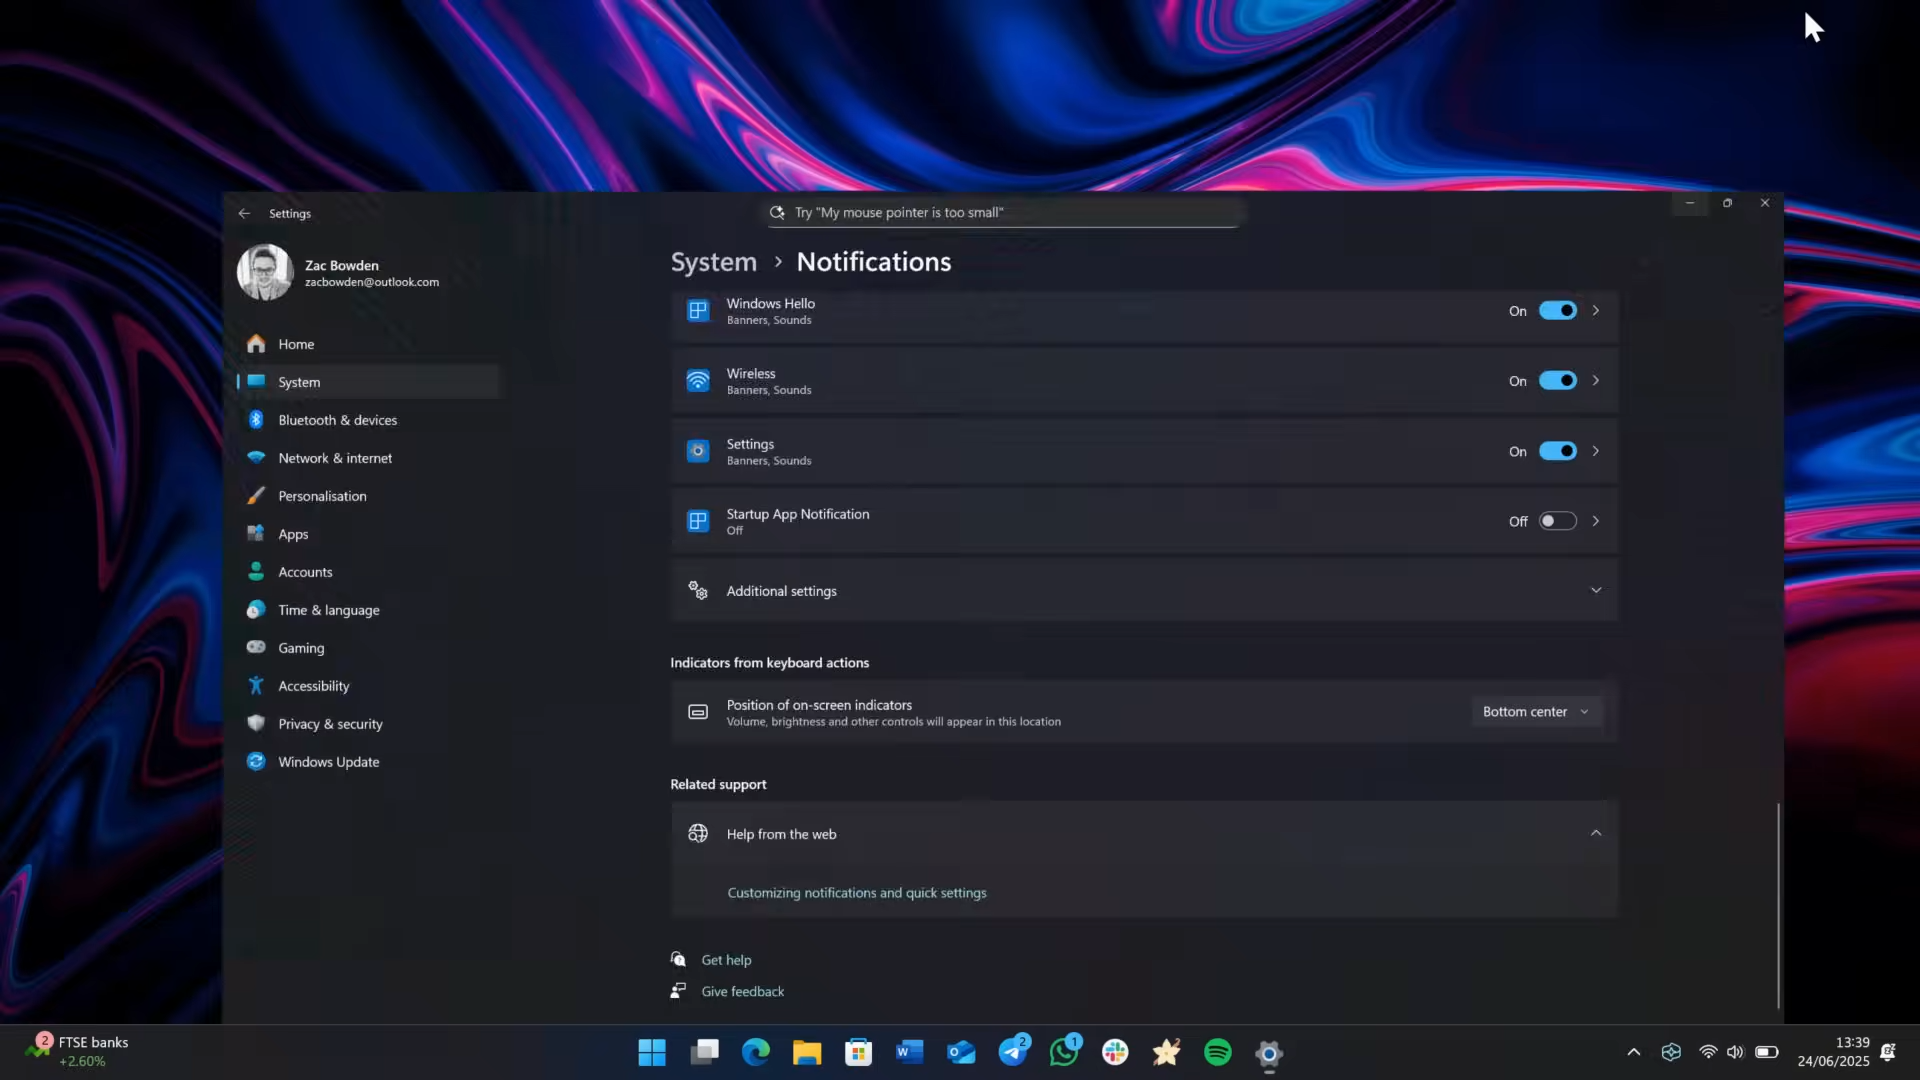 Settings
Try "My mouse pointer is too small"
Zac Bowden
zacbowden@outlook.com
Home
System
Bluetooth & devices
Network & internet
Personalisation
Apps
Accounts
Time & language
Gaming
Accessibility
Privacy & security
Windows Update
System › Notifications
Windows Hello
Banners, Sounds
On
Wireless
Banners, Sounds
On
Settings
Banners, Sounds
On
Startup App Notification
Off
Off
Additional settings
Indicators from keyboard actions
Position of on-screen indicators
Volume, brightness and other controls will appear in this location
Bottom center
Related support
Help from the web
Customizing notifications and quick settings
Get help
Give feedback
2
FTSE banks
+2.60%
W
O
2
1
2
13:39
24/06/2025